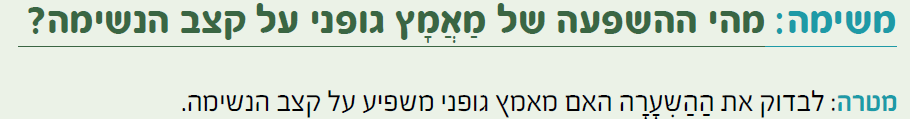 משימה: מהי ההשפעה של מַאֲמָץ גופני על קצב הנשימה?
מטרה: לבדוק את הַהַשְׁעָרָה האם מאמץ גופני משפיע על קצב הנשימה.